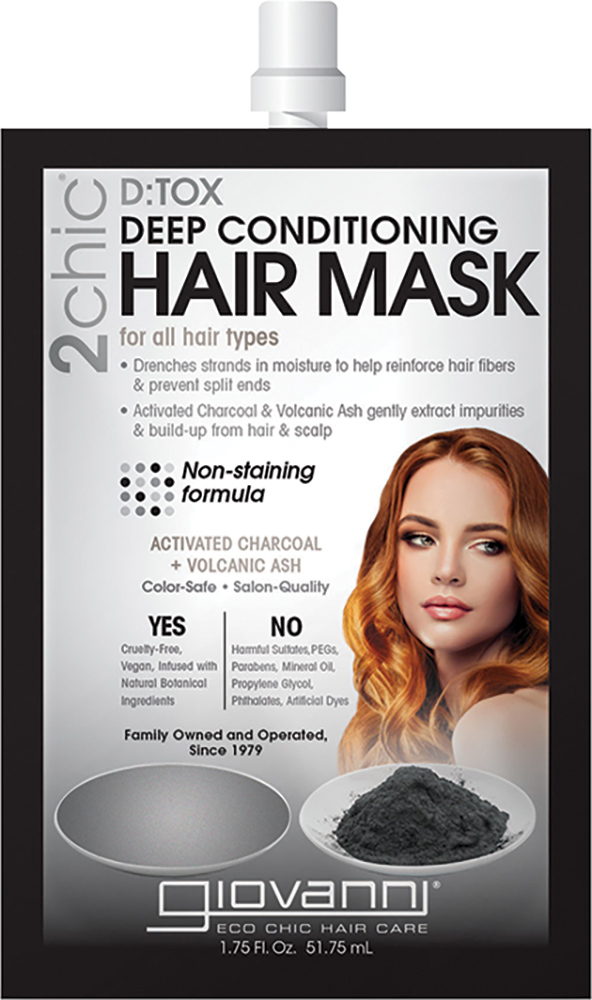 2chic®
D:TOX
DEEP CONDITIONING
HAIR MASK
for all hair types
• Drenches strands in moisture to help reinforce hair fibers
& prevent split ends
• Activated Charcoal & Volcanic Ash gently extract impurities
& build-up from hair & scalp
Non-staining
formula
ACTIVATED CHARCOAL
+ VOLCANIC ASH
Color-Safe • Salon-Quality
YES
Cruelty-Free,
Vegan, Infused with
Natural Botanical
Ingredients
NO
Harmful Sulfates, PEGs,
Parabens, Mineral Oil,
Propylene Glycol,
Phthalates, Artificial Dyes
Family Owned and Operated,
Since 1979
giovanni®
ECO CHIC HAIR CARE
1.75 Fl. Oz. 51.75 mL